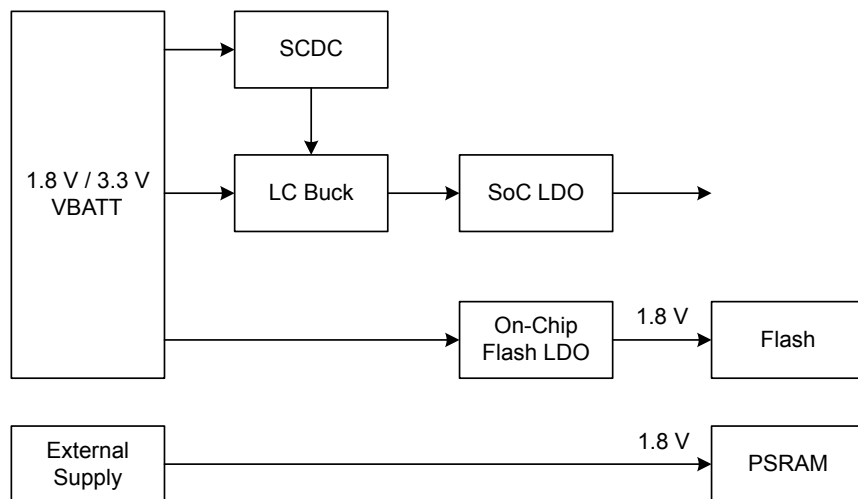 SCDC
1.8 V / 3.3 V
VBATT
LC Buck
SoC LDO
On-Chip
Flash LDO
1.8 V
Flash
External
Supply
1.8 V
PSRAM